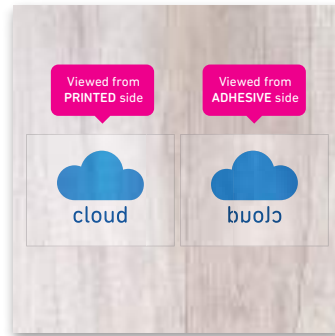 Viewed from
PRINTED side
Viewed from
ADHESIVE side
cloud
cloud